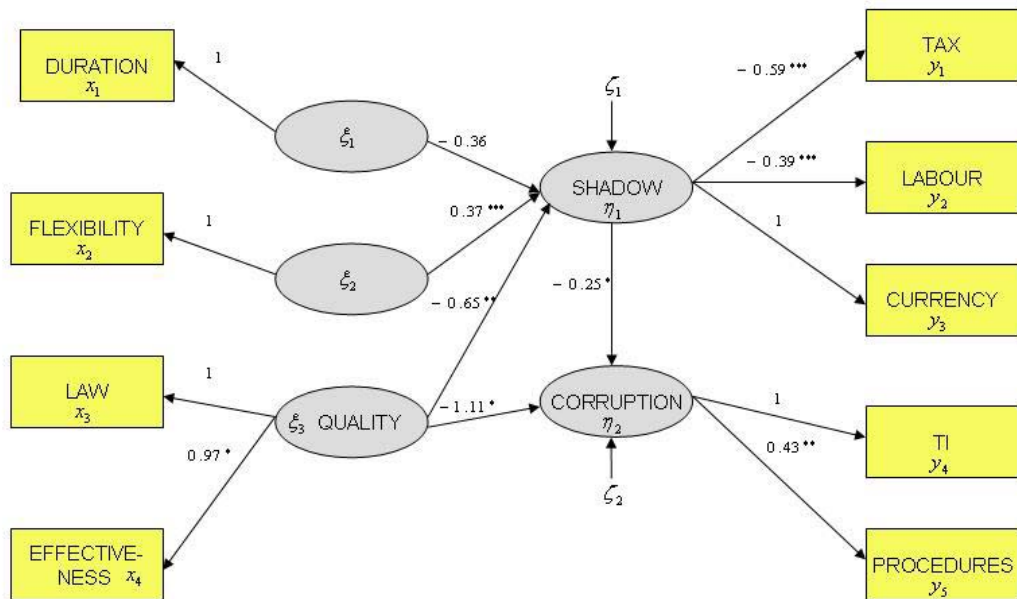 DURATION
x₁
FLEXIBILITY
x₂
LAW
x₃
EFFECTIVE-
NESS x₄
1
1
1
0.97 *
ξ₁
ξ₂
ξ₃ QUALITY
- 0.36
0.37 ***
- 0.65 **
-1.11 *
ζ₁
SHADOW
η₁
- 0.25 *
CORRUPTION
η₂
ζ₂
- 0.59 ***
- 0.39 ***
1
1
0.43 **
TAX
y₁
LABOUR
y₂
CURRENCY
y₃
TI
y₄
PROCEDURES
y₅